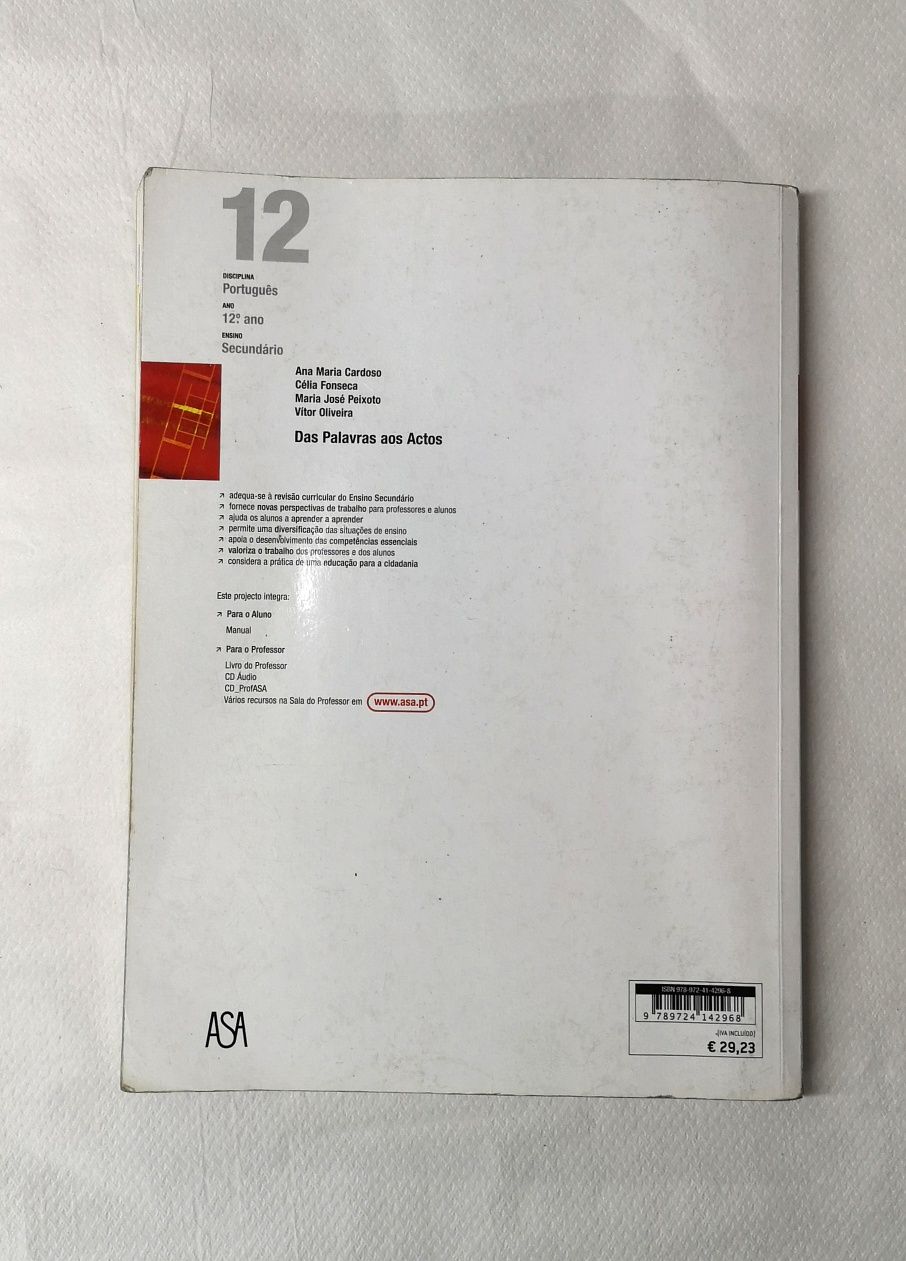 12
DISCIPLINA
Português
ANO
12.º ano
ENSINO
Secundário
Ana Maria Cardoso
Célia Fonseca
Maria José Peixoto
Vítor Oliveira
Das Palavras aos Actos
adequa-se à revisão curricular do Ensino Secundário
fornece novas perspectivas de trabalho para professores e alunos
ajuda os alunos a aprender a aprender
permite uma diversificação das situações de ensino
apoia o desenvolvimento das competências essenciais
valoriza o trabalho dos professores e dos alunos
considera a prática de uma educação para a cidadania
Este projecto integra:
Para o Aluno
Manual
Para o Professor
Livro do Professor
CD Áudio
CD_ProfASA
Vários recursos na Sala do Professor em www.asa.pt
ASA
ISBN 978-972-41-4296-8
9 789724 142968
(IVA INCLUÍDO)
€ 29,23